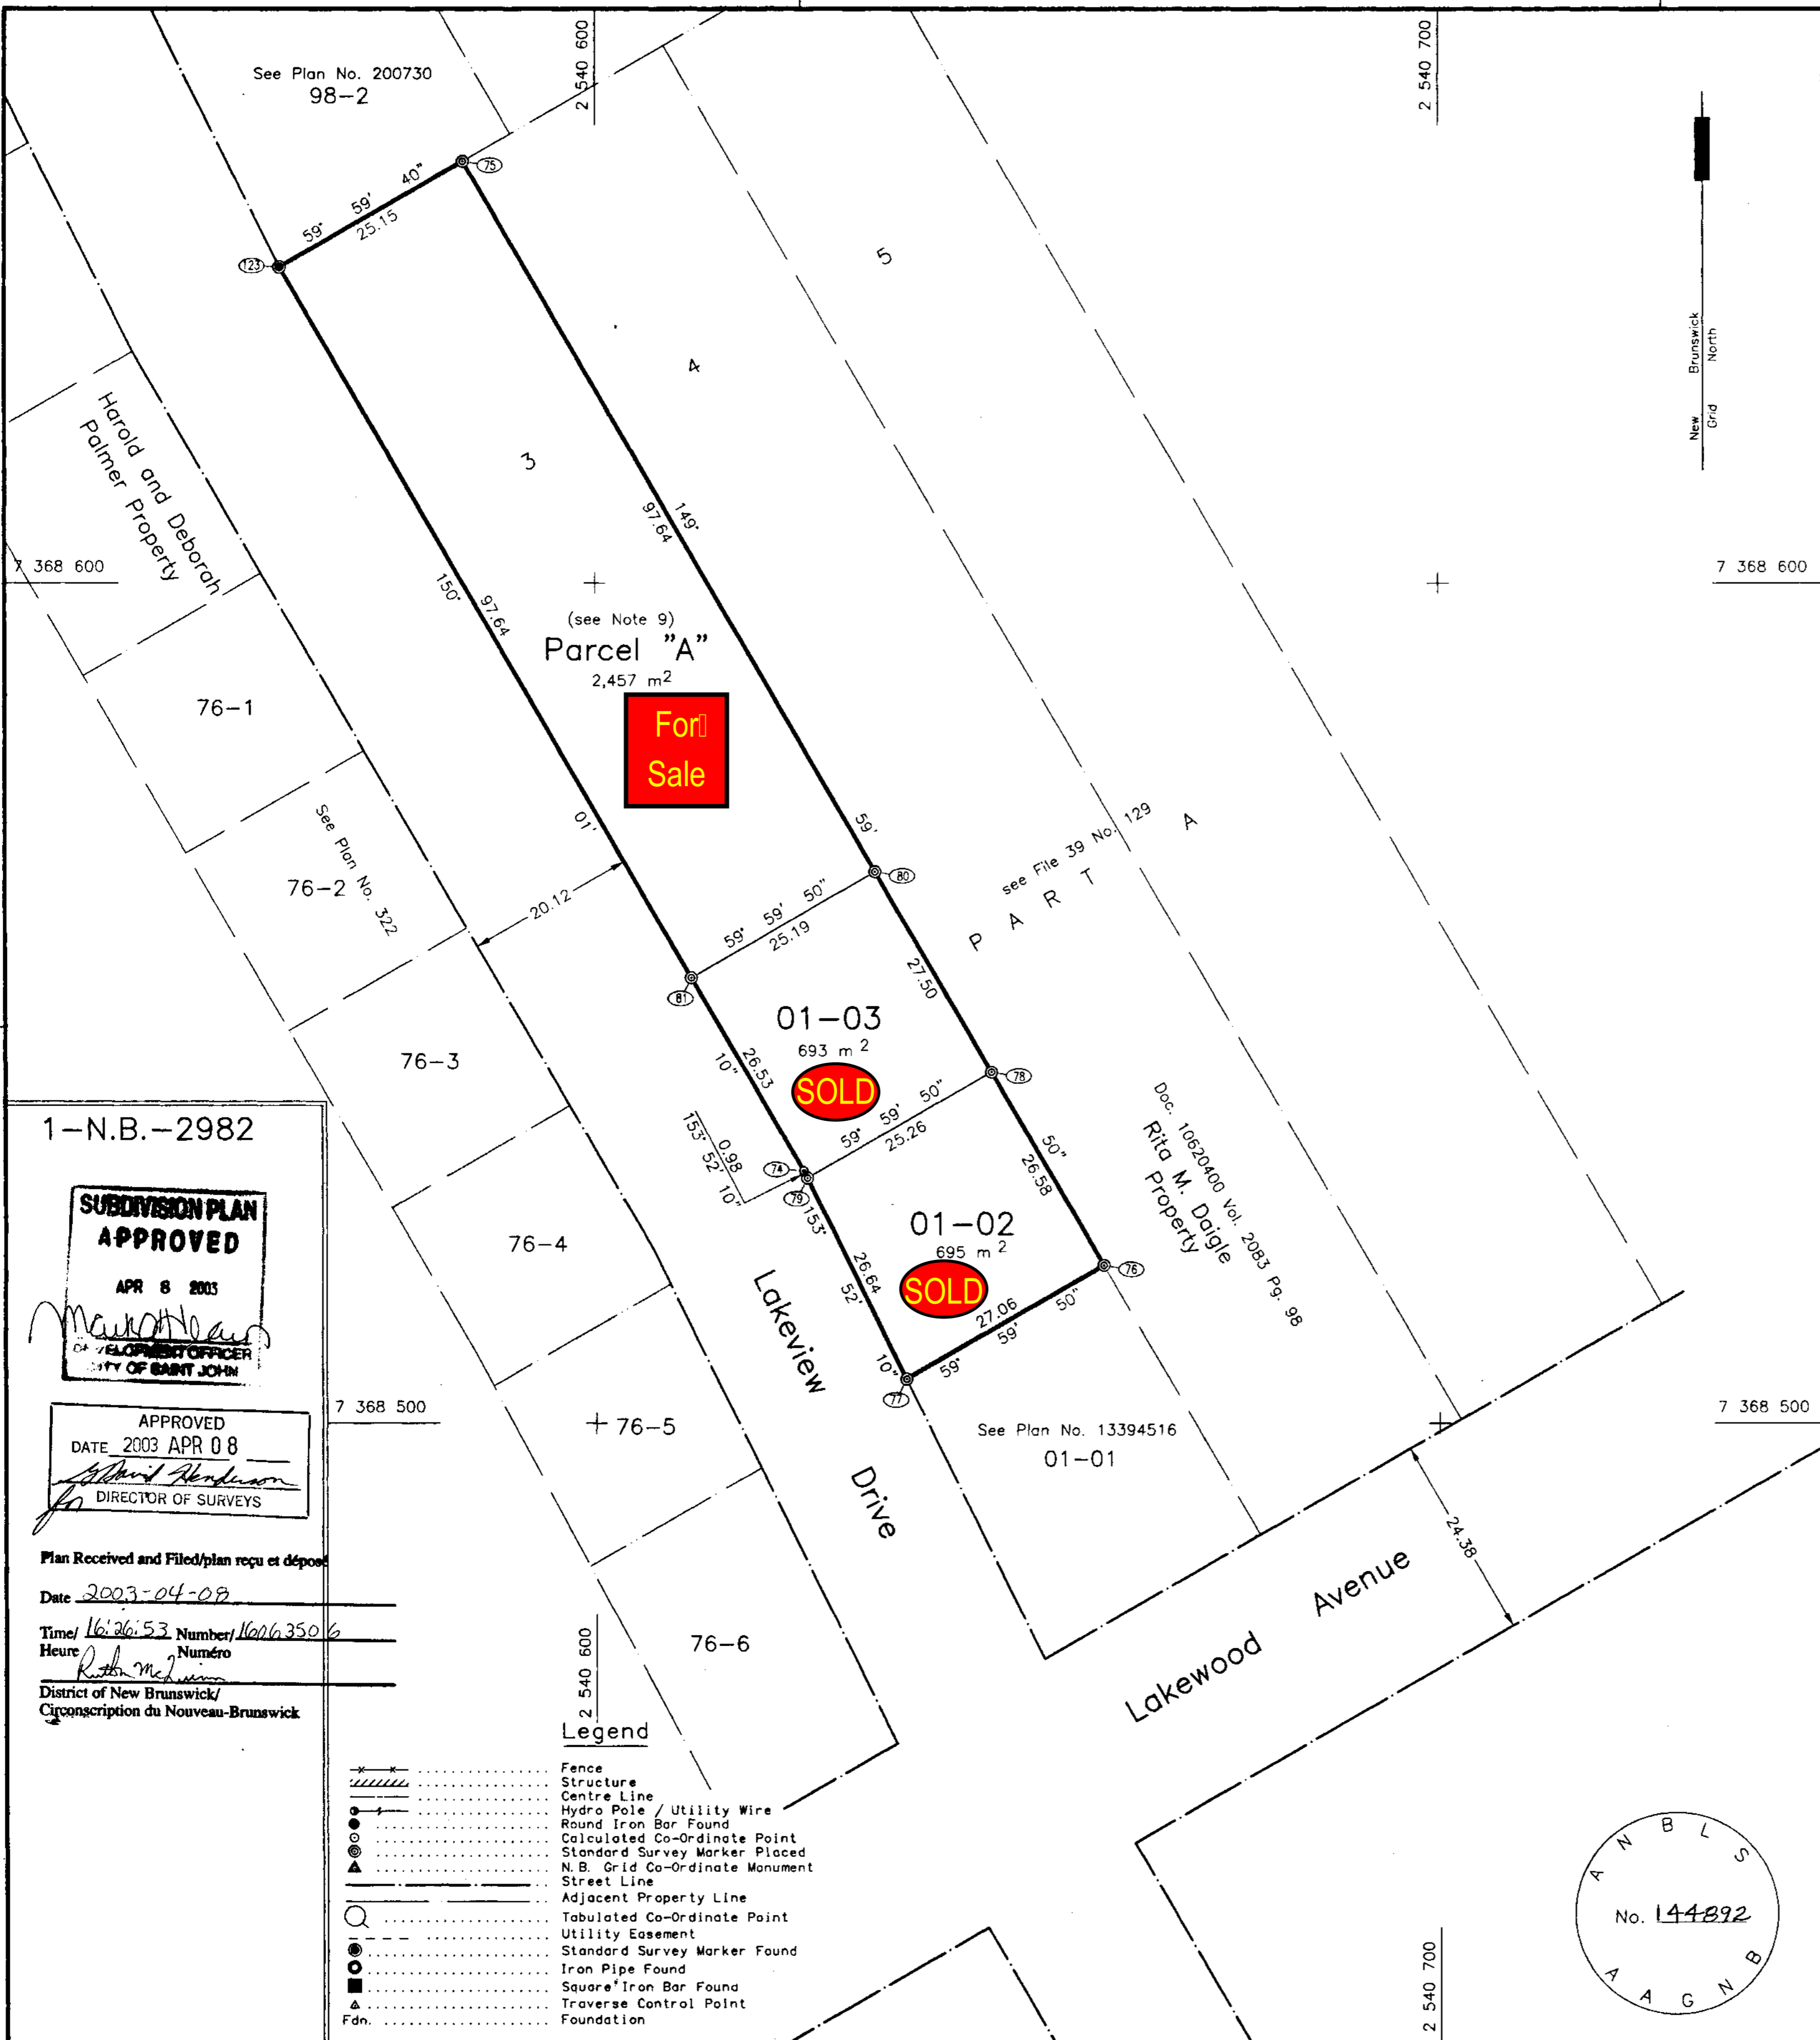 See Plan No. 200730
98-2
2 540 600
2 540 700
New Brunswick
Grid North
75
59° 59' 40"
25.15
123
5
4
3
149°
97.64
Harold and Deborah
Palmer Property
7 368 600
7 368 600
150°
97.64
(see Note 9)
Parcel "A"
2,457 m2
For
Sale
76-1
01'
59'
see File 39 No. 129
PART A
See Plan No. 322
76-2
20.12
80
59° 59' 50"
25.19
27.50
81
01-03
693 m 2
SOLD
76-3
10"
26.53
78
59° 59' 50"
25.26
0.98
153° 52' 10"
74
79
153°
50"
26.58
Doc. 10620400 Vol. 2083 Pg. 98
Rita M. Daigle
Property
1-N.B.-2982
SUBDIVISION PLAN
APPROVED
APR 8 2003
DEVELOPMENT OFFICER
CITY OF SAINT JOHN
76-4
01-02
695 m 2
SOLD
26.64
52'
10"
76
27.06
59° 59' 50"
77
Lakeview
Drive
APPROVED
DATE 2003 APR 08
G David Henderson
for DIRECTOR OF SURVEYS
7 368 500
76-5
See Plan No. 13394516
01-01
7 368 500
24.38
Lakewood Avenue
Plan Received and Filed/plan reçu et déposé
Date 2003-04-08
Time/ 16:26:53 Number/ 16063506
Heure Numéro
District of New Brunswick/
Circonscription du Nouveau-Brunswick
2 540 600
76-6
Legend
Fence
Structure
Centre Line
Hydro Pole / Utility Wire
Round Iron Bar Found
Calculated Co-Ordinate Point
Standard Survey Marker Placed
N.B. Grid Co-Ordinate Monument
Street Line
Adjacent Property Line
Tabulated Co-Ordinate Point
Utility Easement
Standard Survey Marker Found
Iron Pipe Found
Square Iron Bar Found
Traverse Control Point
Fdn. Foundation
ANBLS
No. 144892
AAGNB
2 540 700